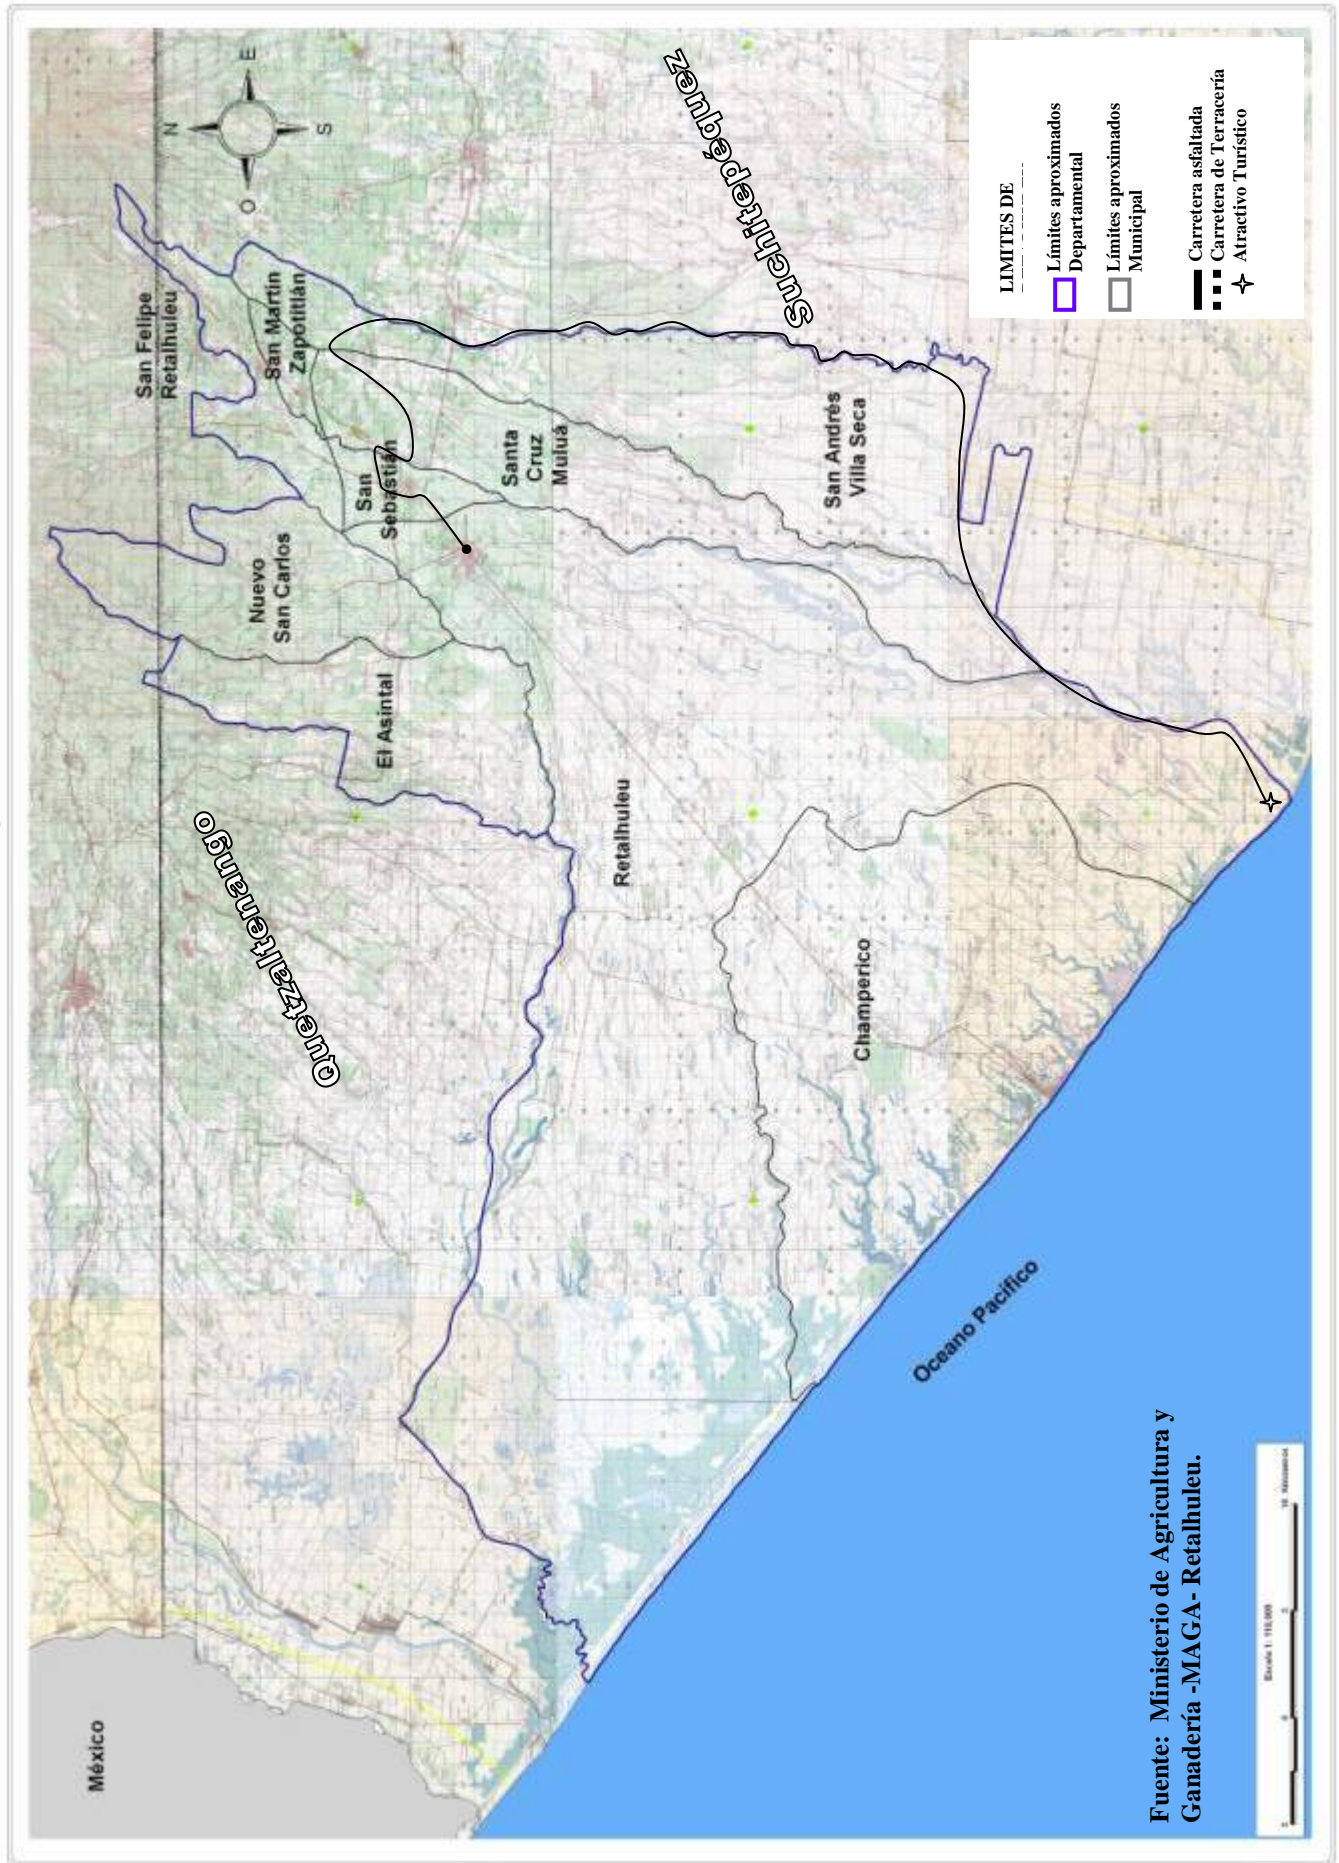 México
Quetzaltenango
Suchitepéquez
N
E
S
O
San Felipe
Retalhuleu
San Martín
Zapotitlán
Nuevo
San Carlos
San
Sebastián
El Asintal
Santa
Cruz
Muluá
San Andrés
Villa Seca
Retalhuleu
Champerico
Oceano Pacífico
LIMITES DE
Límites aproximados
Departamental
Límites aproximados
Municipal
Carretera asfaltada
Carretera de Terracería
Atractivo Turístico
Fuente: Ministerio de Agricultura y
Ganadería -MAGA- Retalhuleu.